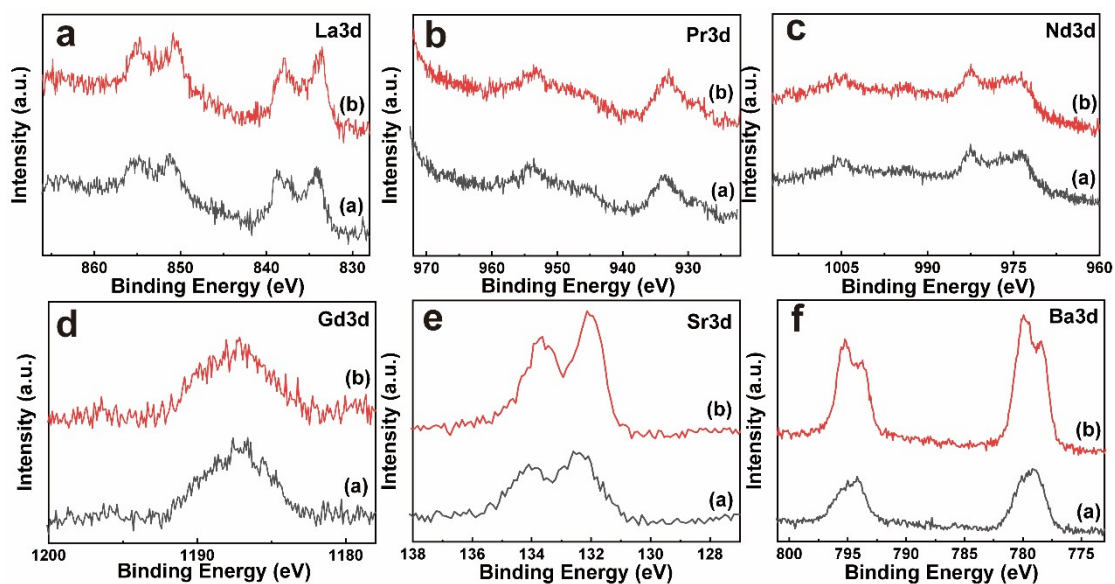 a
La3d
(b)
(a)
Intensity (a.u.)
860 850 840 830
Binding Energy (eV)
b
Pr3d
(b)
(a)
Intensity (a.u.)
970 960 950 940 930
Binding Energy (eV)
c
Nd3d
(b)
(a)
Intensity (a.u.)
1005 990 975 960
Binding Energy (eV)
d
Gd3d
(b)
(a)
Intensity (a.u.)
1200 1190 1180
Binding Energy (eV)
e
Sr3d
(b)
(a)
Intensity (a.u.)
138 136 134 132 130 128
Binding Energy (eV)
f
Ba3d
(b)
(a)
Intensity (a.u.)
800 795 790 785 780 775
Binding Energy (eV)